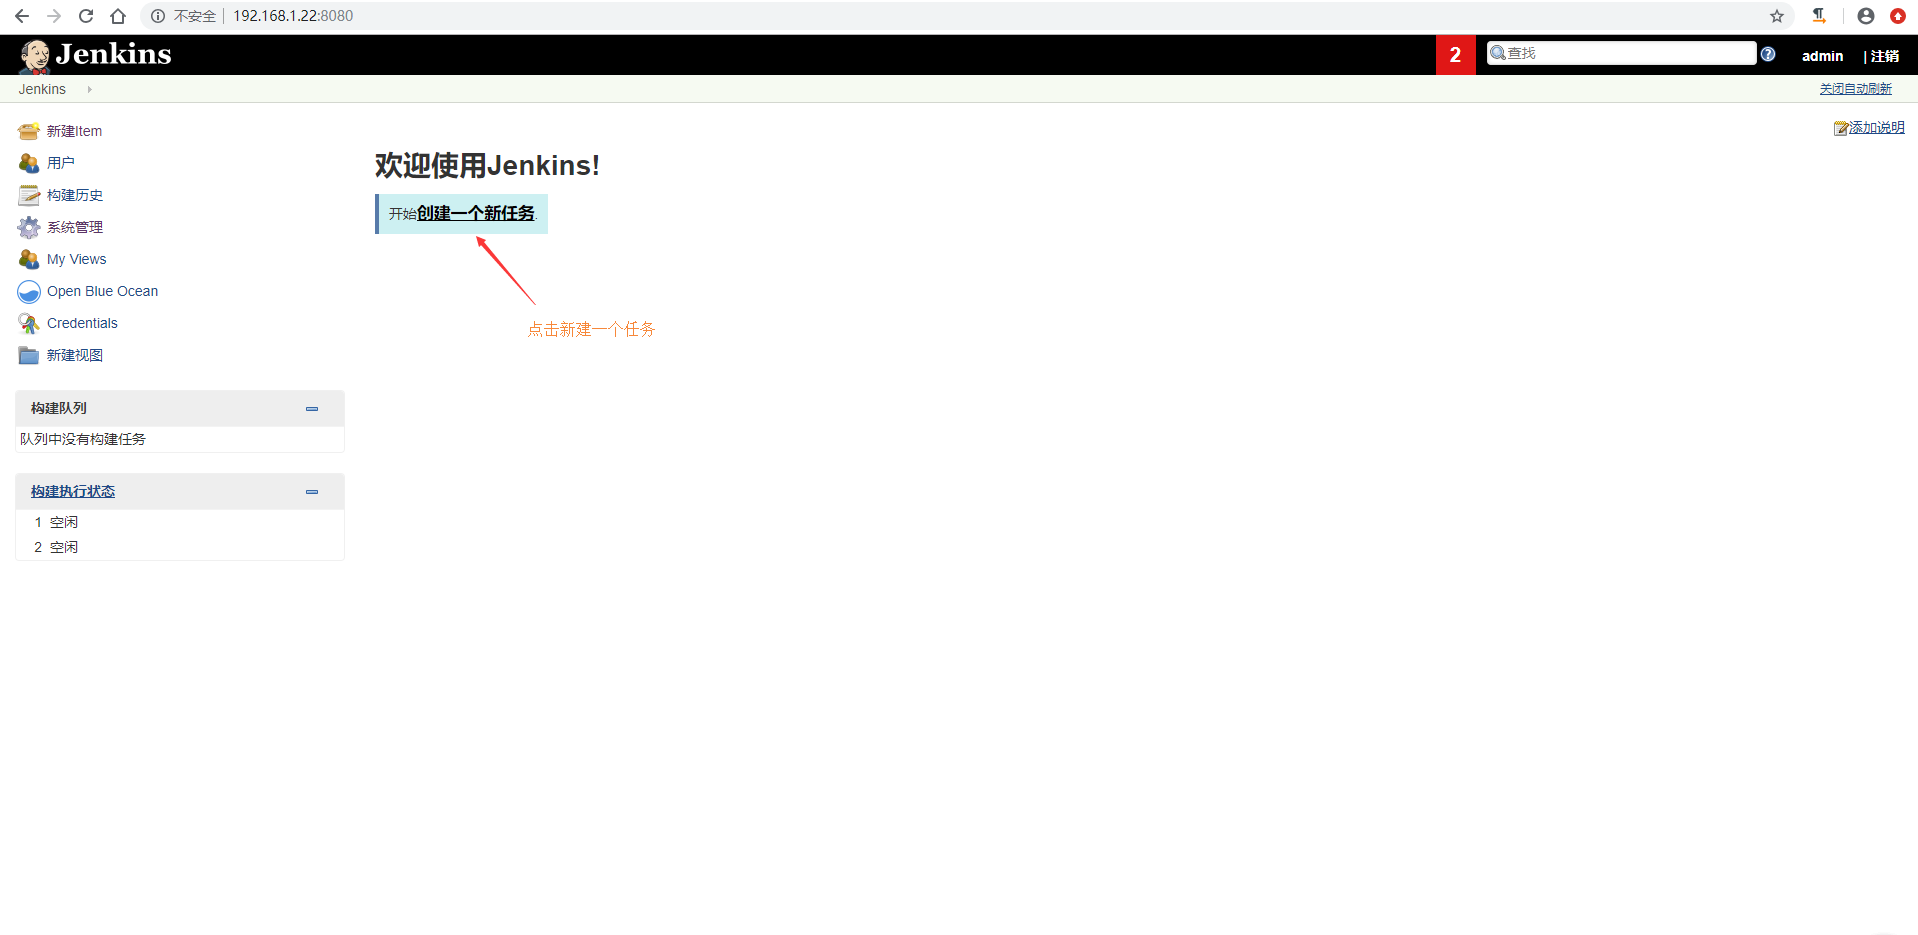 不安全 192.168.1.22:8080
Jenkins 2 查找 admin | 注销
Jenkins 关闭自动刷新
新建Item
用户
构建历史
系统管理
My Views
Open Blue Ocean
Credentials
新建视图
构建队列
队列中没有构建任务
构建执行状态
1 空闲
2 空闲
添加说明
欢迎使用Jenkins!
开始创建一个新任务.
点击新建一个任务